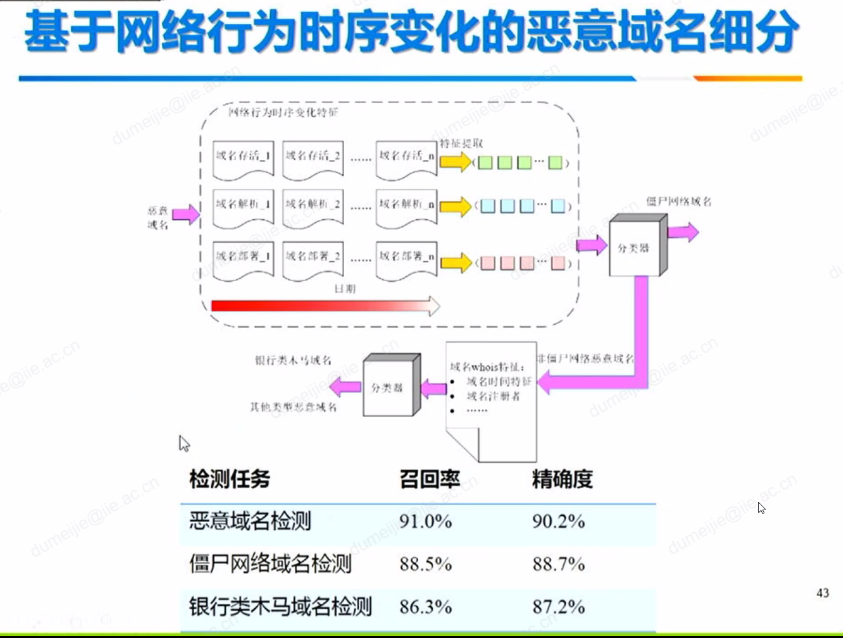 基于网络行为时序变化的恶意域名细分
网络行为时序变化特征
特征提取
域名存活_1 域名存活_2 …… 域名存活_n ( … )
域名解析_1 域名解析_2 …… 域名解析_n ( … )
域名部署_1 域名部署_2 …… 域名部署_n ( … )
日期
恶意
域名
分类器
僵尸网络域名
非僵尸网络恶意域名
域名whois特征:
• 域名时间特征
• 域名注册者
• ……
分类器
银行类木马域名
其他类型恶意域名
检测任务 召回率 精确度
恶意域名检测 91.0% 90.2%
僵尸网络域名检测 88.5% 88.7%
银行类木马域名检测 86.3% 87.2%
43
dumeijie@iie.ac.cn